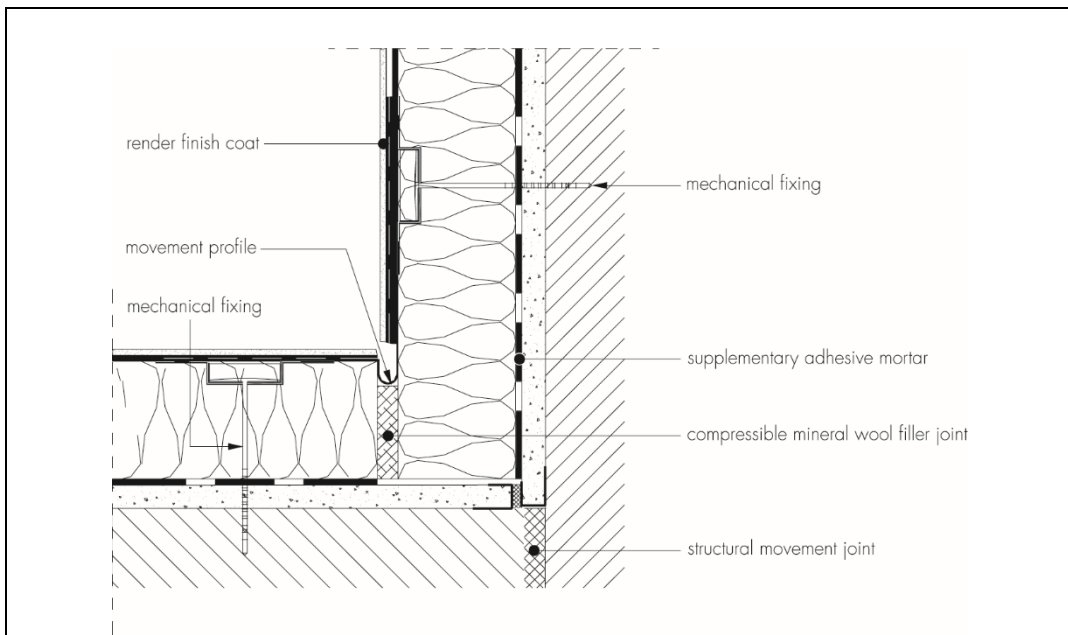 render finish coat
mechanical fixing
movement profile
mechanical fixing
supplementary adhesive mortar
compressible mineral wool filler joint
structural movement joint